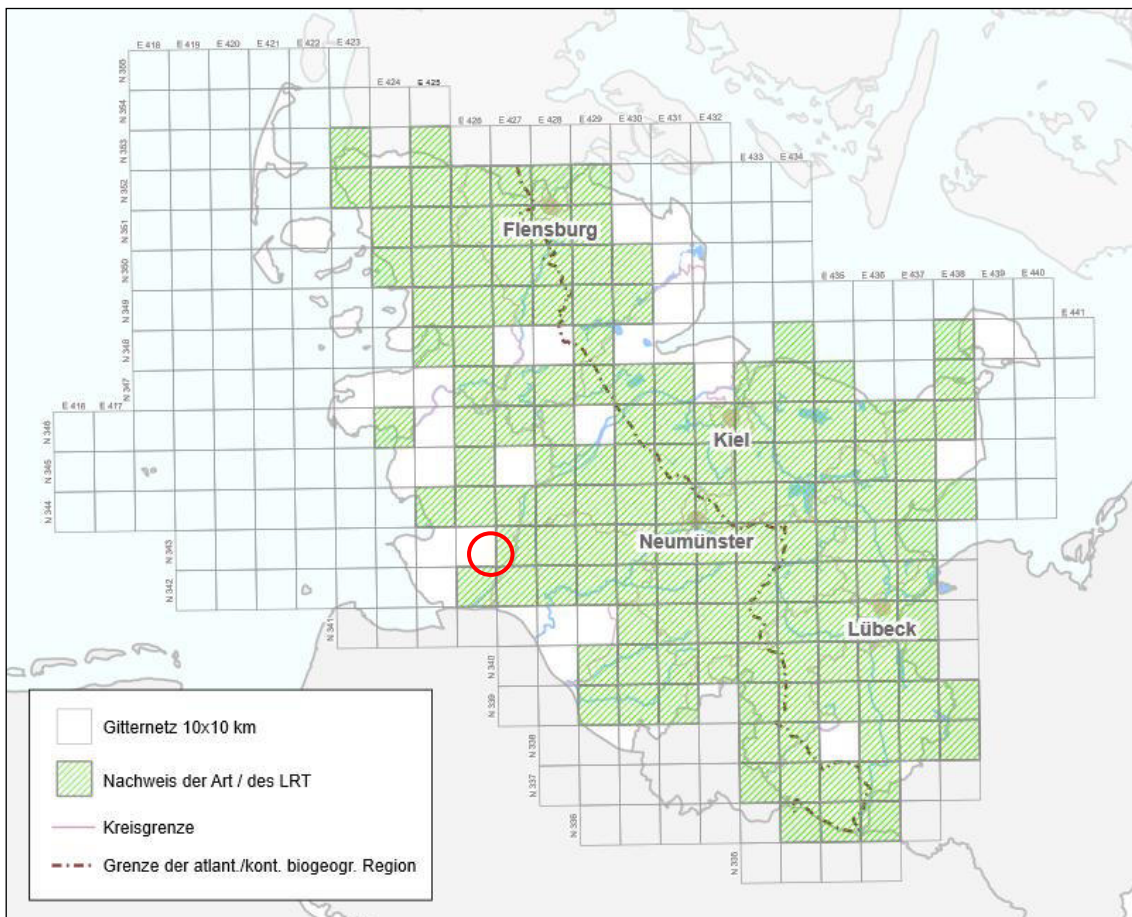 E 418 E 419 E 420 E 421 E 422 E 423
N 355
E 424 E 425
N 354
E 426 E 427 E 428 E 429 E 430 E 431 E 432
N 353
E 433 E 434
N 352
N 351
Flensburg
N 350
E 435 E 436 E 437 E 438 E 439 E 440
N 349
E 441
N 348
N 347
E 416 E 417
N 346
Kiel
N 345
N 344
N 343
Neumünster
N 342
N 341
Lübeck
N 340
N 339
N 338
N 337
N 336
N 335
Gitternetz 10x10 km
Nachweis der Art / des LRT
Kreisgrenze
Grenze der atlant./kont. biogeogr. Region